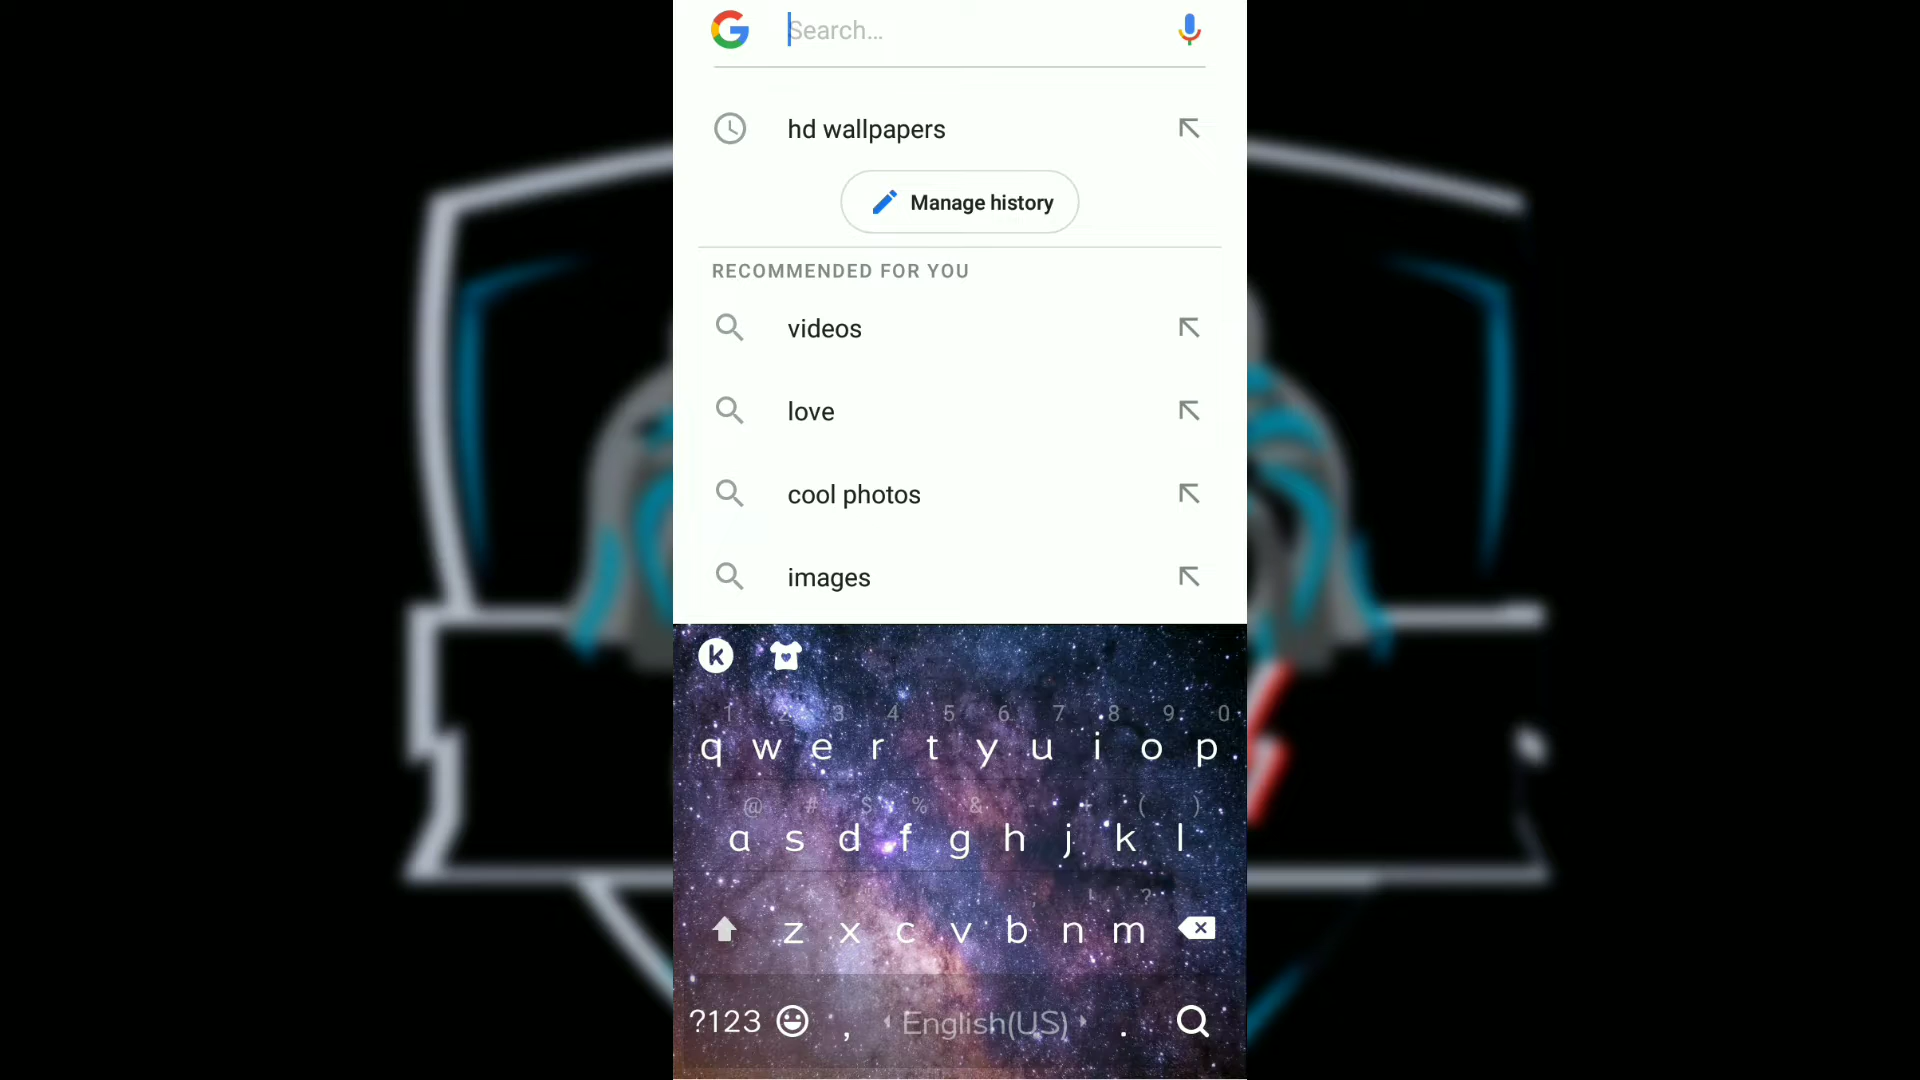 Search...
hd wallpapers
Manage history
RECOMMENDED FOR YOU
videos
love
cool photos
images
k
1 2 3 4 5 6 7 8 9 0
q w e r t y u i o p
@ # $ % & - + ( )
a s d f g h j k l
; ! ?
z x c v b n m
?123 , English(US) .